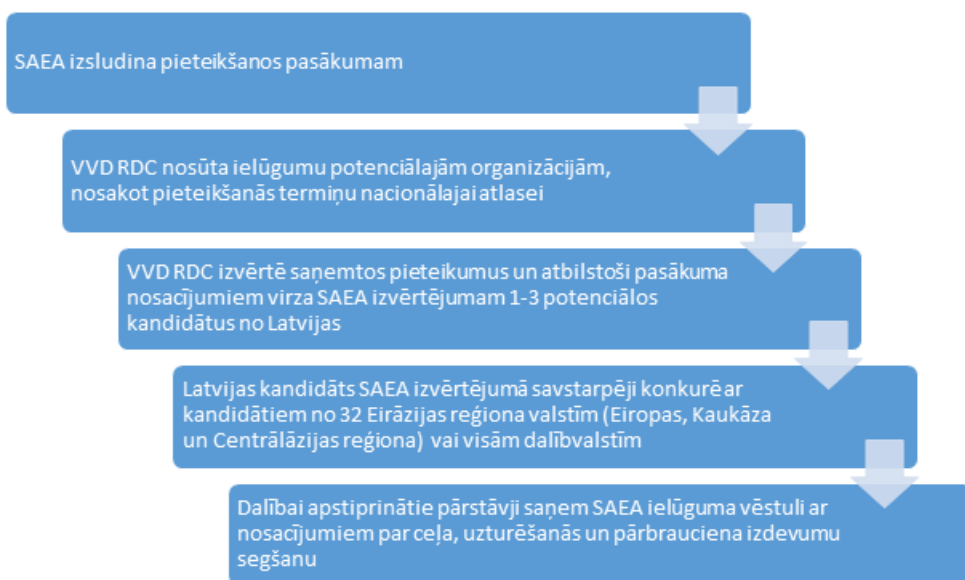 SAEA izsludina pieteikšanos pasākumam
VVD RDC nosūta ielūgumu potenciālajām organizācijām,
nosakot pieteikšanās termiņu nacionālajai atlasei
VVD RDC izvērtē saņemtos pieteikumus un atbilstoši pasākuma
nosacījumiem virza SAEA izvērtējumam 1-3 potenciālos
kandidātus no Latvijas
Latvijas kandidāts SAEA izvērtējumā savstarpēji konkurē ar
kandidātiem no 32 Eirāzijas reģiona valstīm (Eiropas, Kaukāza
un Centrālāzijas reģiona) vai visām dalībvalstīm
Dalībai apstiprinātie pārstāvji saņem SAEA ielūguma vēstuli ar
nosacījumiem par ceļa, uzturēšanās un pārbrauciena izdevumu
segšanu